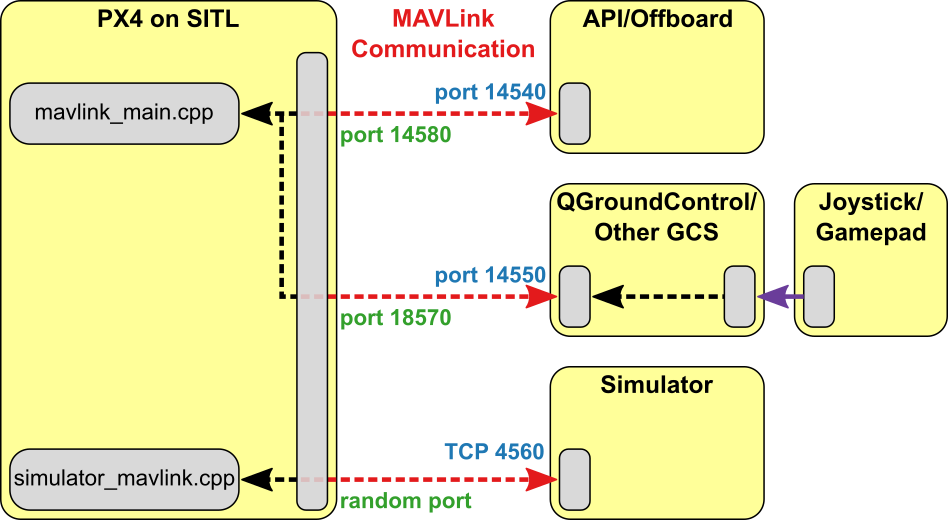 PX4 on SITL
MAVLink
Communication
API/Offboard
mavlink_main.cpp
port 14540
port 14580
QGroundControl/
Other GCS
Joystick/
Gamepad
port 14550
port 18570
Simulator
simulator_mavlink.cpp
TCP 4560
random port